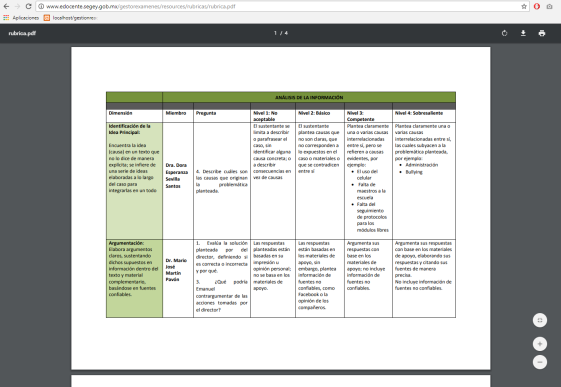 www.edocente.segey.gob.mx/gestorexamenes/resources/rubricas/rubrica.pdf
Aplicaciones
localhost/gestionre
rubrica.pdf
1 / 4
ANÁLISIS DE LA INFORMACIÓN
Dimensión
Miembro
Pregunta
Nivel 1: No
aceptable
Nivel 2: Básico
Nivel 3:
Competente
Nivel 4: Sobresaliente
Identificación de la
Idea Principal:
Encuentra la idea
(causa) en un texto que
no lo dice de manera
explícita; se infiere de
una serie de ideas
elaboradas a lo largo
del caso para
integrarlas en un todo
Dra. Dora
Esperanza
Sevilla
Santos
4. Describe cuáles son
las causas que originan
la problemática
planteada.
El sustentante se
limita a describir
o parafrasear el
caso, sin
identificar alguna
causa concreta; o
a describir
consecuencias en
vez de causas
El sustentante
plantea causas que
no son claras, que
no corresponden a
lo expuestos en el
caso o materiales o
que se contradicen
entre sí
Plantea claramente
una o varias causas
interrelacionadas
entre sí, pero se
refieren a causas
evidentes, por
ejemplo:
• El uso del
celular
• Falta de
maestros a la
escuela
• Falta del
seguimiento
de protocolos
para los
módulos libres
Plantea claramente una o
varias causas
interrelacionadas entre sí,
las cuales subyacen a la
problemática planteada,
por ejemplo:
• Administración
• Bullying
Argumentación:
Elabora argumentos
claros, sustentando
dichos supuestos en
información dentro del
texto y material
complementario,
basándose en fuentes
confiables.
Dr. Mario
José
Martín
Pavón
1. Evalúa la solución
planteada por el
director, definiendo si
es correcta o incorrecta
y por qué.
3. ¿Qué podría
Emanuel
contrargumentar de las
acciones tomadas por
el director?
Las respuestas
planteadas están
basadas en su
impresión u
opinión personal;
no se basa en los
materiales de
apoyo.
Las respuestas
están basadas en
los materiales de
apoyo, sin
embargo, plantea
información de
fuentes no
confiables, como
Facebook o la
opinión de los
compañeros.
Argumenta sus
respuestas con
base en los
materiales de
apoyo; no incluye
información de
fuentes no
confiables.
Argumenta sus respuestas
con base en los materiales
de apoyo, elaborando sus
respuestas y citando sus
fuentes de manera
precisa.
No incluye información de
fuentes no confiables.